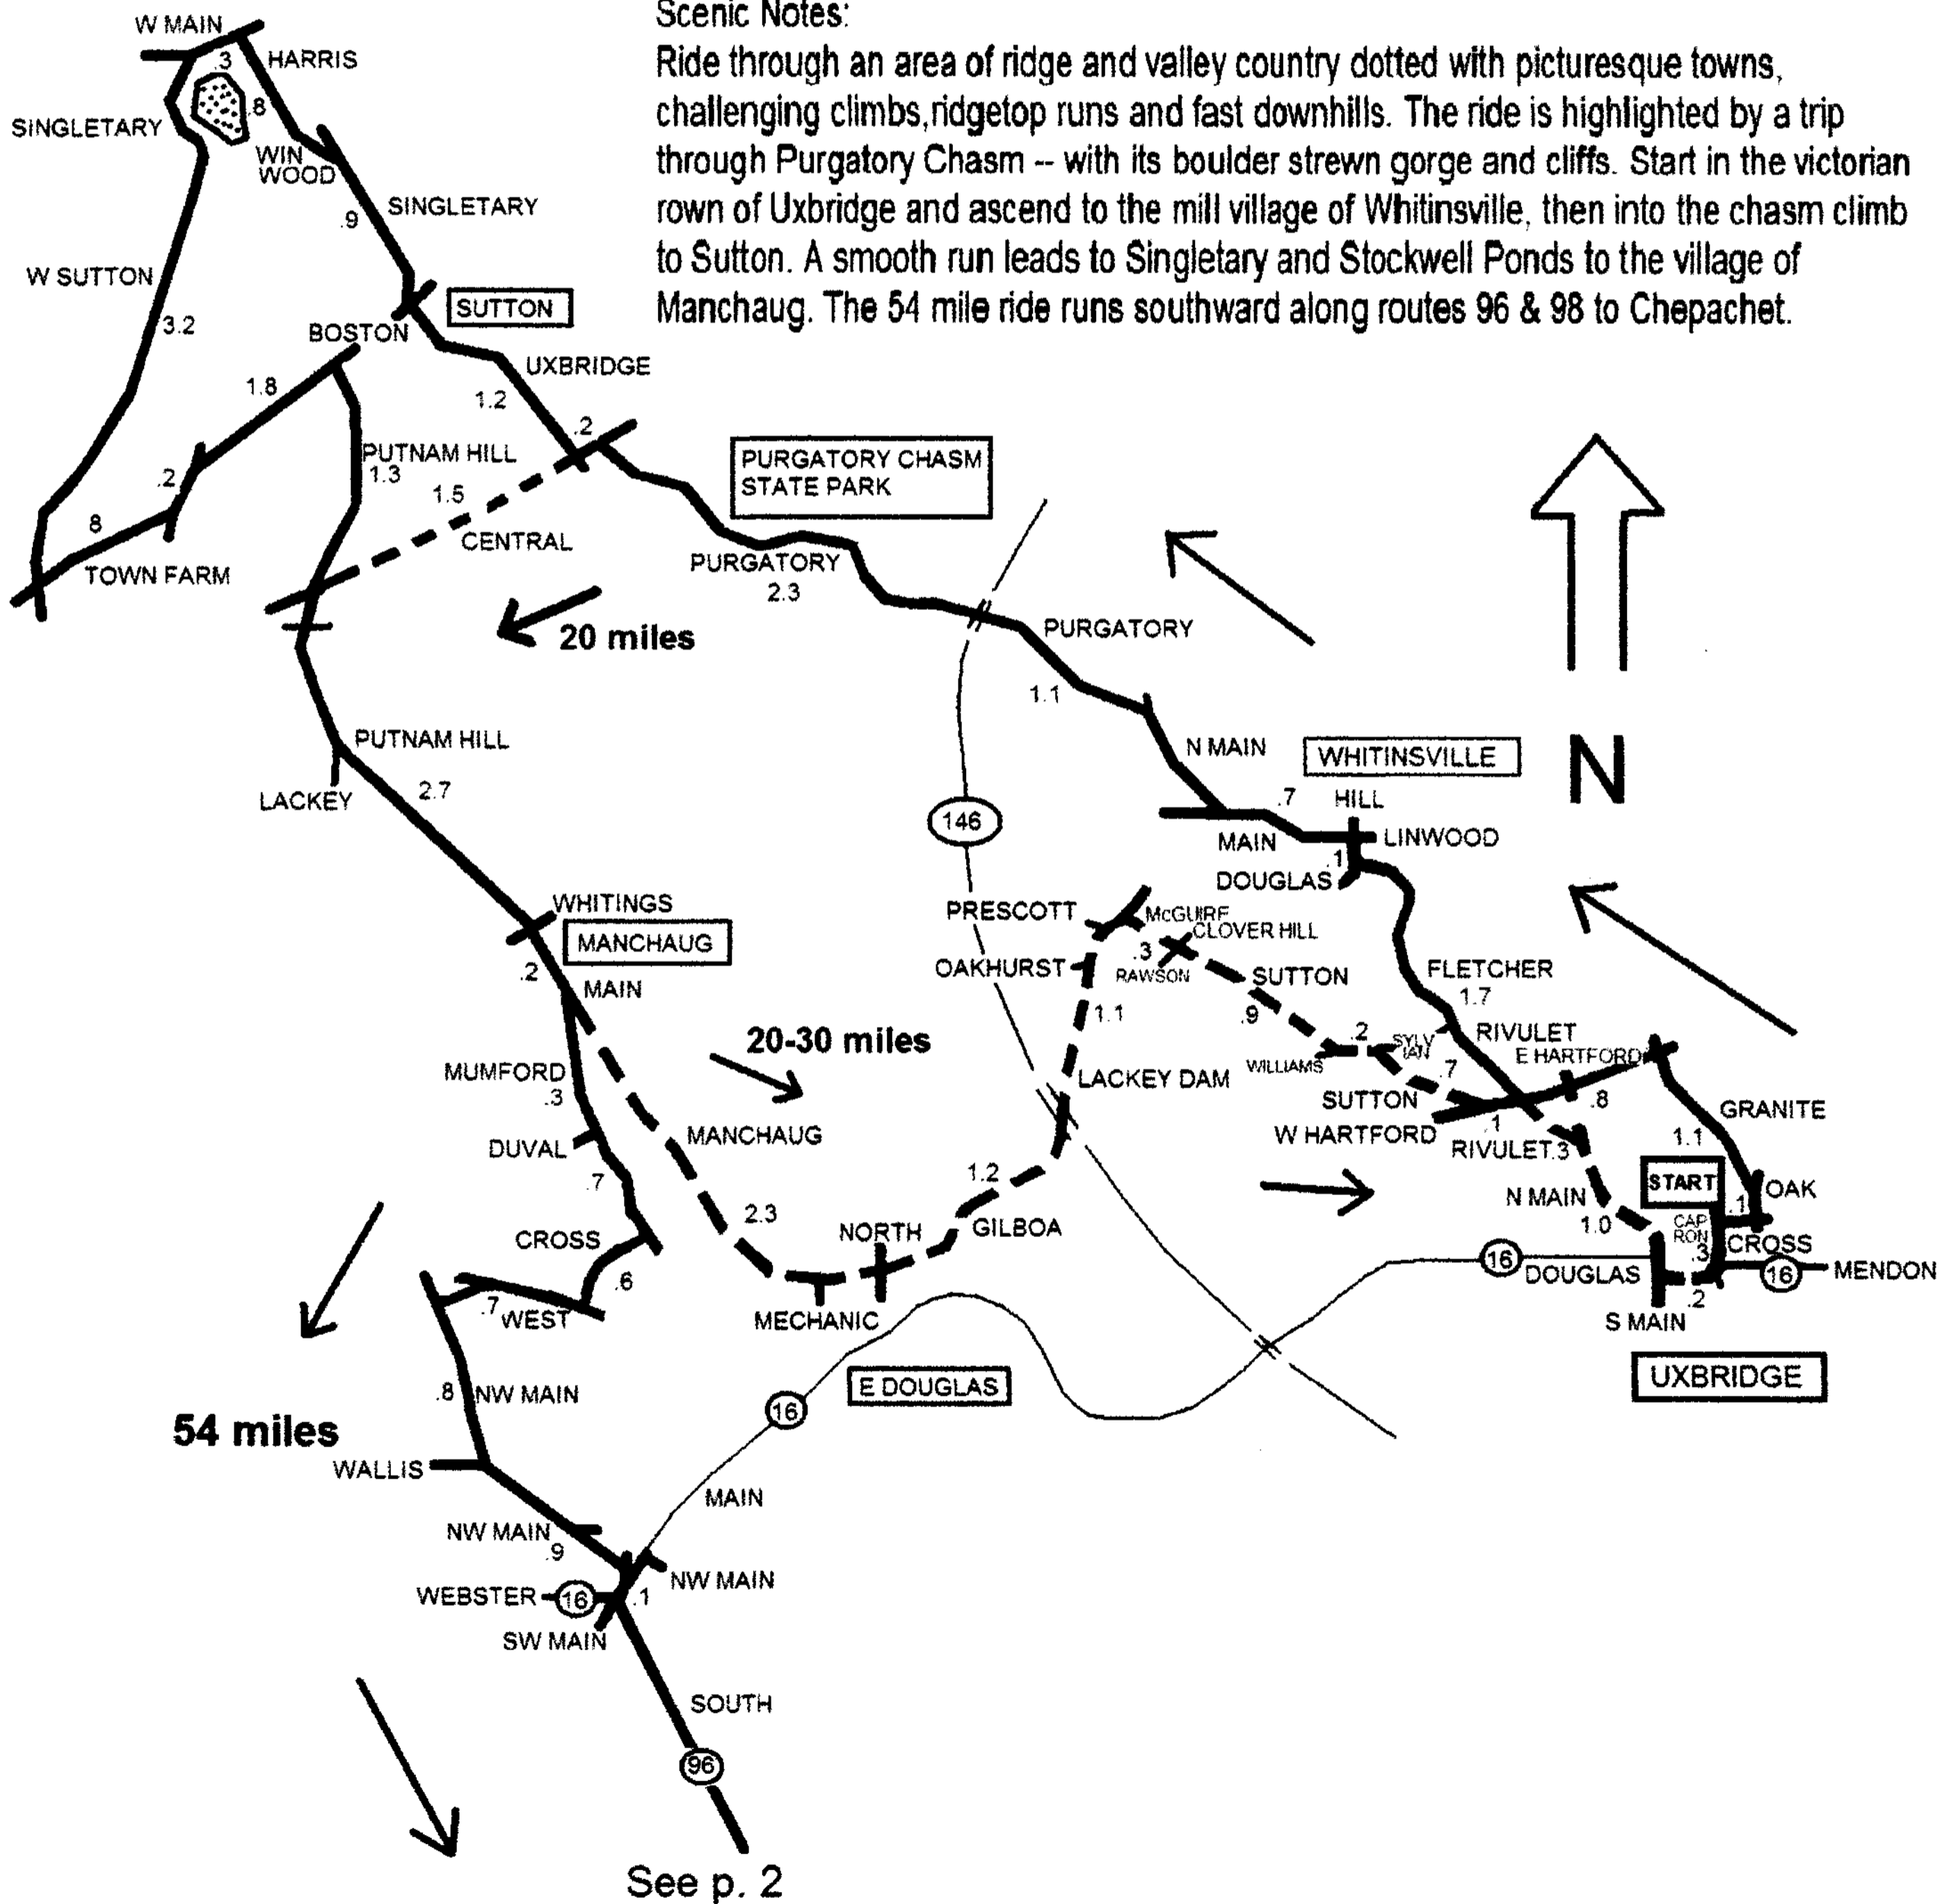 Scenic Notes:
Ride through an area of ridge and valley country dotted with picturesque towns,
challenging climbs,ridgetop runs and fast downhills. The ride is highlighted by a trip
through Purgatory Chasm -- with its boulder strewn gorge and cliffs. Start in the victorian
rown of Uxbridge and ascend to the mill village of Whitinsville, then into the chasm climb
to Sutton. A smooth run leads to Singletary and Stockwell Ponds to the village of
Manchaug. The 54 mile ride runs southward along routes 96 & 98 to Chepachet.
W MAIN
.3
HARRIS
.8
SINGLETARY
WIN
WOOD
SINGLETARY
.9
W SUTTON
3.2
SUTTON
BOSTON
UXBRIDGE
1.8
1.2
.2
PUTNAM HILL
1.3
PURGATORY CHASM
STATE PARK
.2
1.5
8
CENTRAL
TOWN FARM
PURGATORY
2.3
20 miles
PURGATORY
1.1
N
PUTNAM HILL
N MAIN
WHITINSVILLE
LACKEY
2.7
.7
HILL
146
MAIN
LINWOOD
.1
DOUGLAS
WHITINGS
MANCHAUG
PRESCOTT
McGUIRE
CLOVER HILL
.3
OAKHURST
RAWSON
SUTTON
FLETCHER
1.7
.2
MAIN
1.1
.9
20-30 miles
.2
SYLV
IAN
RIVULET
E HARTFORD
WILLIAMS
.7
MUMFORD
.3
LACKEY DAM
SUTTON
.8
GRANITE
W HARTFORD
.1
1.1
MANCHAUG
DUVAL
RIVULET
.3
.7
1.2
START
OAK
.1
N MAIN
1.0
2.3
NORTH
GILBOA
CAP
RON
.3
CROSS
CROSS
16
DOUGLAS
16
MENDON
.6
.2
.7
WEST
MECHANIC
S MAIN
E DOUGLAS
UXBRIDGE
.8
NW MAIN
16
54 miles
WALLIS
MAIN
NW MAIN
.9
NW MAIN
WEBSTER
16
.1
SW MAIN
SOUTH
96
See p. 2